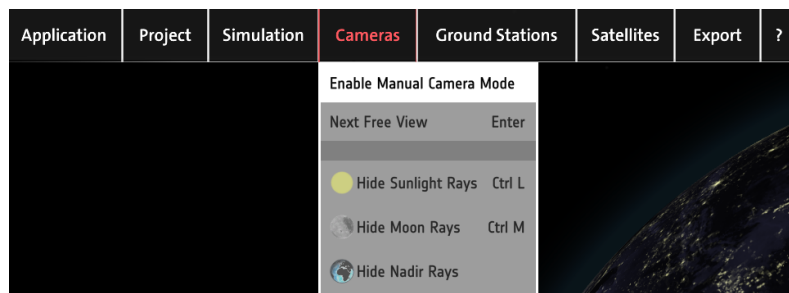 Application Project Simulation Cameras Ground Stations Satellites Export ?
Enable Manual Camera Mode
Next Free View Enter
Hide Sunlight Rays Ctrl L
Hide Moon Rays Ctrl M
Hide Nadir Rays